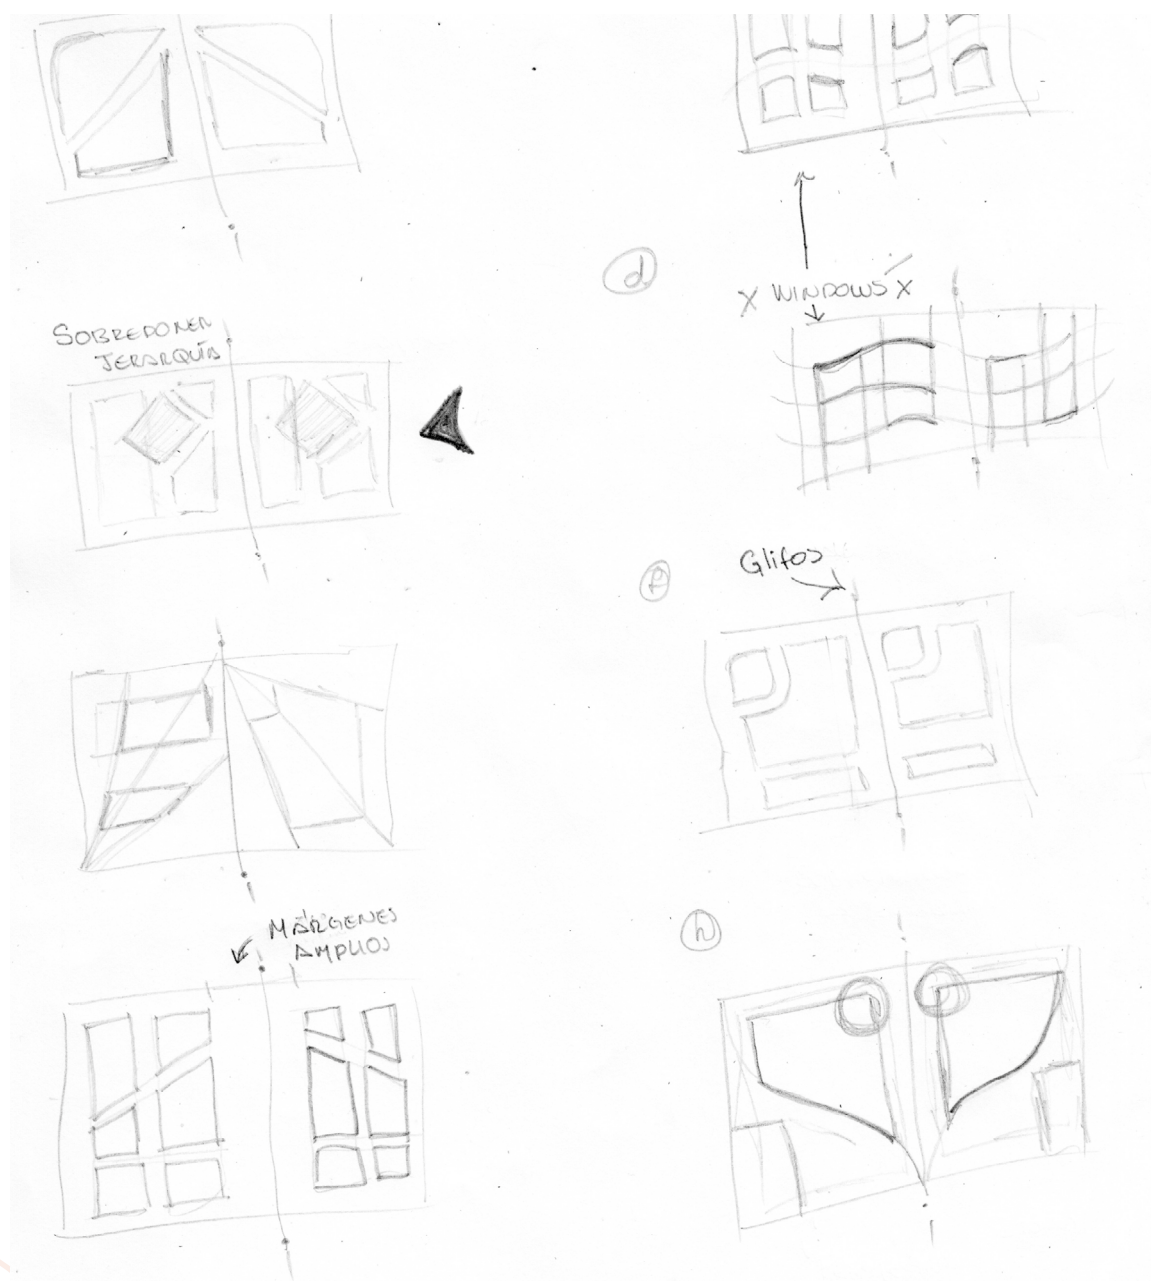 SOBREPONER
JERARQUÍA
MÁRGENES
AMPLIOS
d
X WINDOWS X
Glifos
f
h